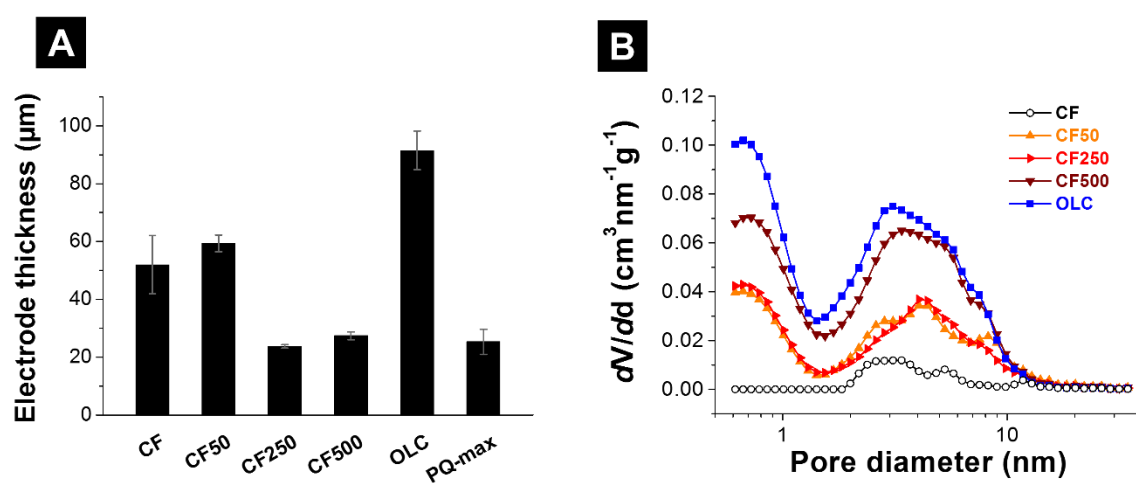 A
Electrode thickness (µm)
100
80
60
40
20
0
CF
CF50
CF250
CF500
OLC
PQ-max
B
dV/dd (cm³nm⁻¹g⁻¹)
0.12
0.10
0.08
0.06
0.04
0.02
0.00
CF
CF50
CF250
CF500
OLC
1
10
Pore diameter (nm)